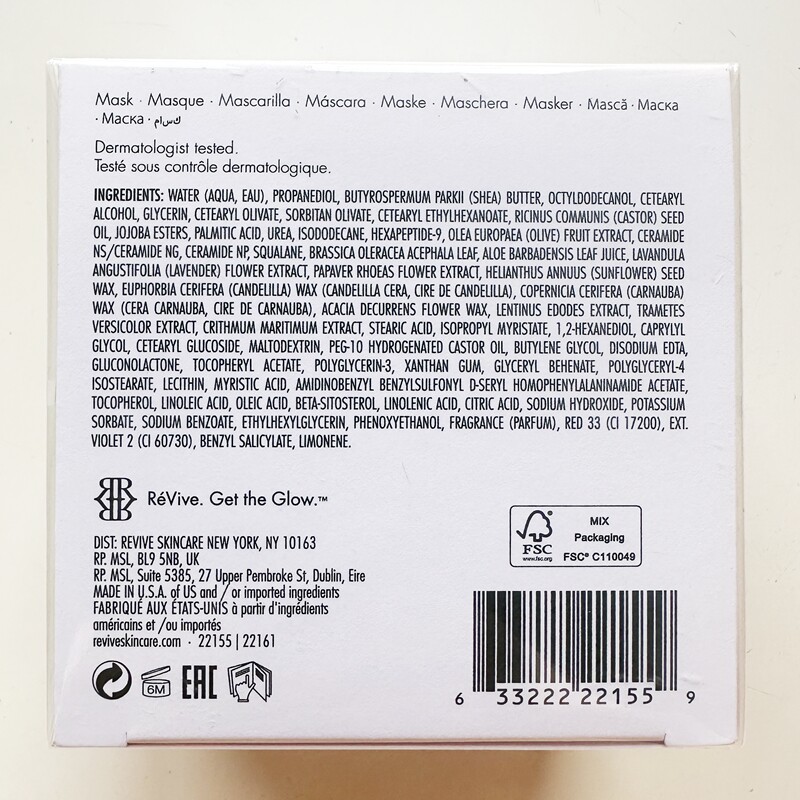 Mask · Masque · Mascarilla · Máscara · Maske · Maschera · Masker · Mască · Маска
· Маска · ماسك
Dermatologist tested.
Testé sous contrôle dermatologique.
INGREDIENTS: WATER (AQUA, EAU), PROPANEDIOL, BUTYROSPERMUM PARKII (SHEA) BUTTER, OCTYLDODECANOL, CETEARYL
ALCOHOL, GLYCERIN, CETEARYL OLIVATE, SORBITAN OLIVATE, CETEARYL ETHYLHEXANOATE, RICINUS COMMUNIS (CASTOR) SEED
OIL, JOJOBA ESTERS, PALMITIC ACID, UREA, ISODODECANE, HEXAPEPTIDE-9, OLEA EUROPAEA (OLIVE) FRUIT EXTRACT, CERAMIDE
NS/CERAMIDE NG, CERAMIDE NP, SQUALANE, BRASSICA OLERACEA ACEPHALA LEAF, ALOE BARBADENSIS LEAF JUICE, LAVANDULA
ANGUSTIFOLIA (LAVENDER) FLOWER EXTRACT, PAPAVER RHOEAS FLOWER EXTRACT, HELIANTHUS ANNUUS (SUNFLOWER) SEED
WAX, EUPHORBIA CERIFERA (CANDELILLA) WAX (CANDELILLA CERA, CIRE DE CANDELILLA), COPERNICIA CERIFERA (CARNAUBA)
WAX (CERA CARNAUBA, CIRE DE CARNAUBA), ACACIA DECURRENS FLOWER WAX, LENTINUS EDODES EXTRACT, TRAMETES
VERSICOLOR EXTRACT, CRITHMUM MARITIMUM EXTRACT, STEARIC ACID, ISOPROPYL MYRISTATE, 1,2-HEXANEDIOL, CAPRYLYL
GLYCOL, CETEARYL GLUCOSIDE, MALTODEXTRIN, PEG-10 HYDROGENATED CASTOR OIL, BUTYLENE GLYCOL, DISODIUM EDTA,
GLUCONOLACTONE, TOCOPHERYL ACETATE, POLYGLYCERIN-3, XANTHAN GUM, GLYCERYL BEHENATE, POLYGLYCERYL-4
ISOSTEARATE, LECITHIN, MYRISTIC ACID, AMIDINOBENZYL BENZYLSULFONYL D-SERYL HOMOPHENYLALANINAMIDE ACETATE,
TOCOPHEROL, LINOLEIC ACID, OLEIC ACID, BETA-SITOSTEROL, LINOLENIC ACID, CITRIC ACID, SODIUM HYDROXIDE, POTASSIUM
SORBATE, SODIUM BENZOATE, ETHYLHEXYLGLYCERIN, PHENOXYETHANOL, FRAGRANCE (PARFUM), RED 33 (CI 17200), EXT.
VIOLET 2 (CI 60730), BENZYL SALICYLATE, LIMONENE.
RéVive. Get the Glow.™
DIST: REVIVE SKINCARE NEW YORK, NY 10163
RP. MSL, BL9 5NB, UK
RP. MSL, Suite 5385, 27 Upper Pembroke St, Dublin, Eire
MADE IN U.S.A. of US and / or imported ingredients
FABRIQUÉ AUX ÉTATS-UNIS à partir d'ingrédients
américains et /ou importés
reviveskincare.com · 22155 | 22161
6M
EAC
FSC
www.fsc.org
MIX
Packaging
FSC® C110049
6 33222 22155 9